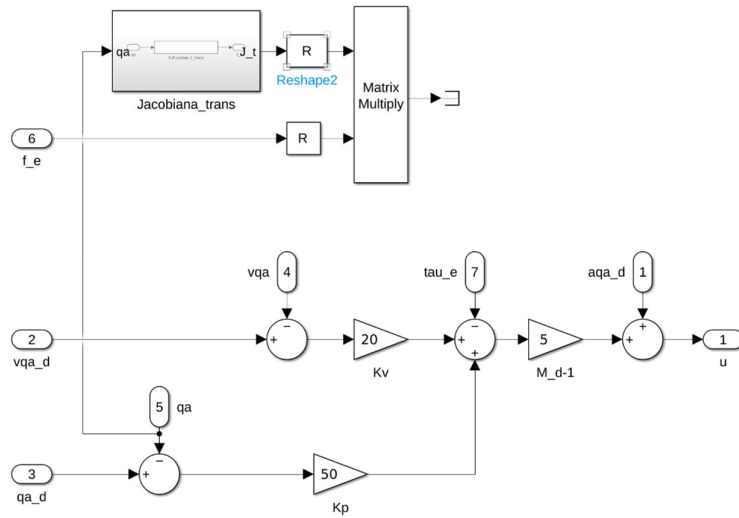 qa
J_t
R
Reshape2
Jacobiana_trans
Matrix
Multiply
6
f_e
R
vqa
4
tau_e
7
aqa_d
1
2
vqa_d
20
Kv
5
M_d-1
1
u
5
qa
3
qa_d
50
Kp